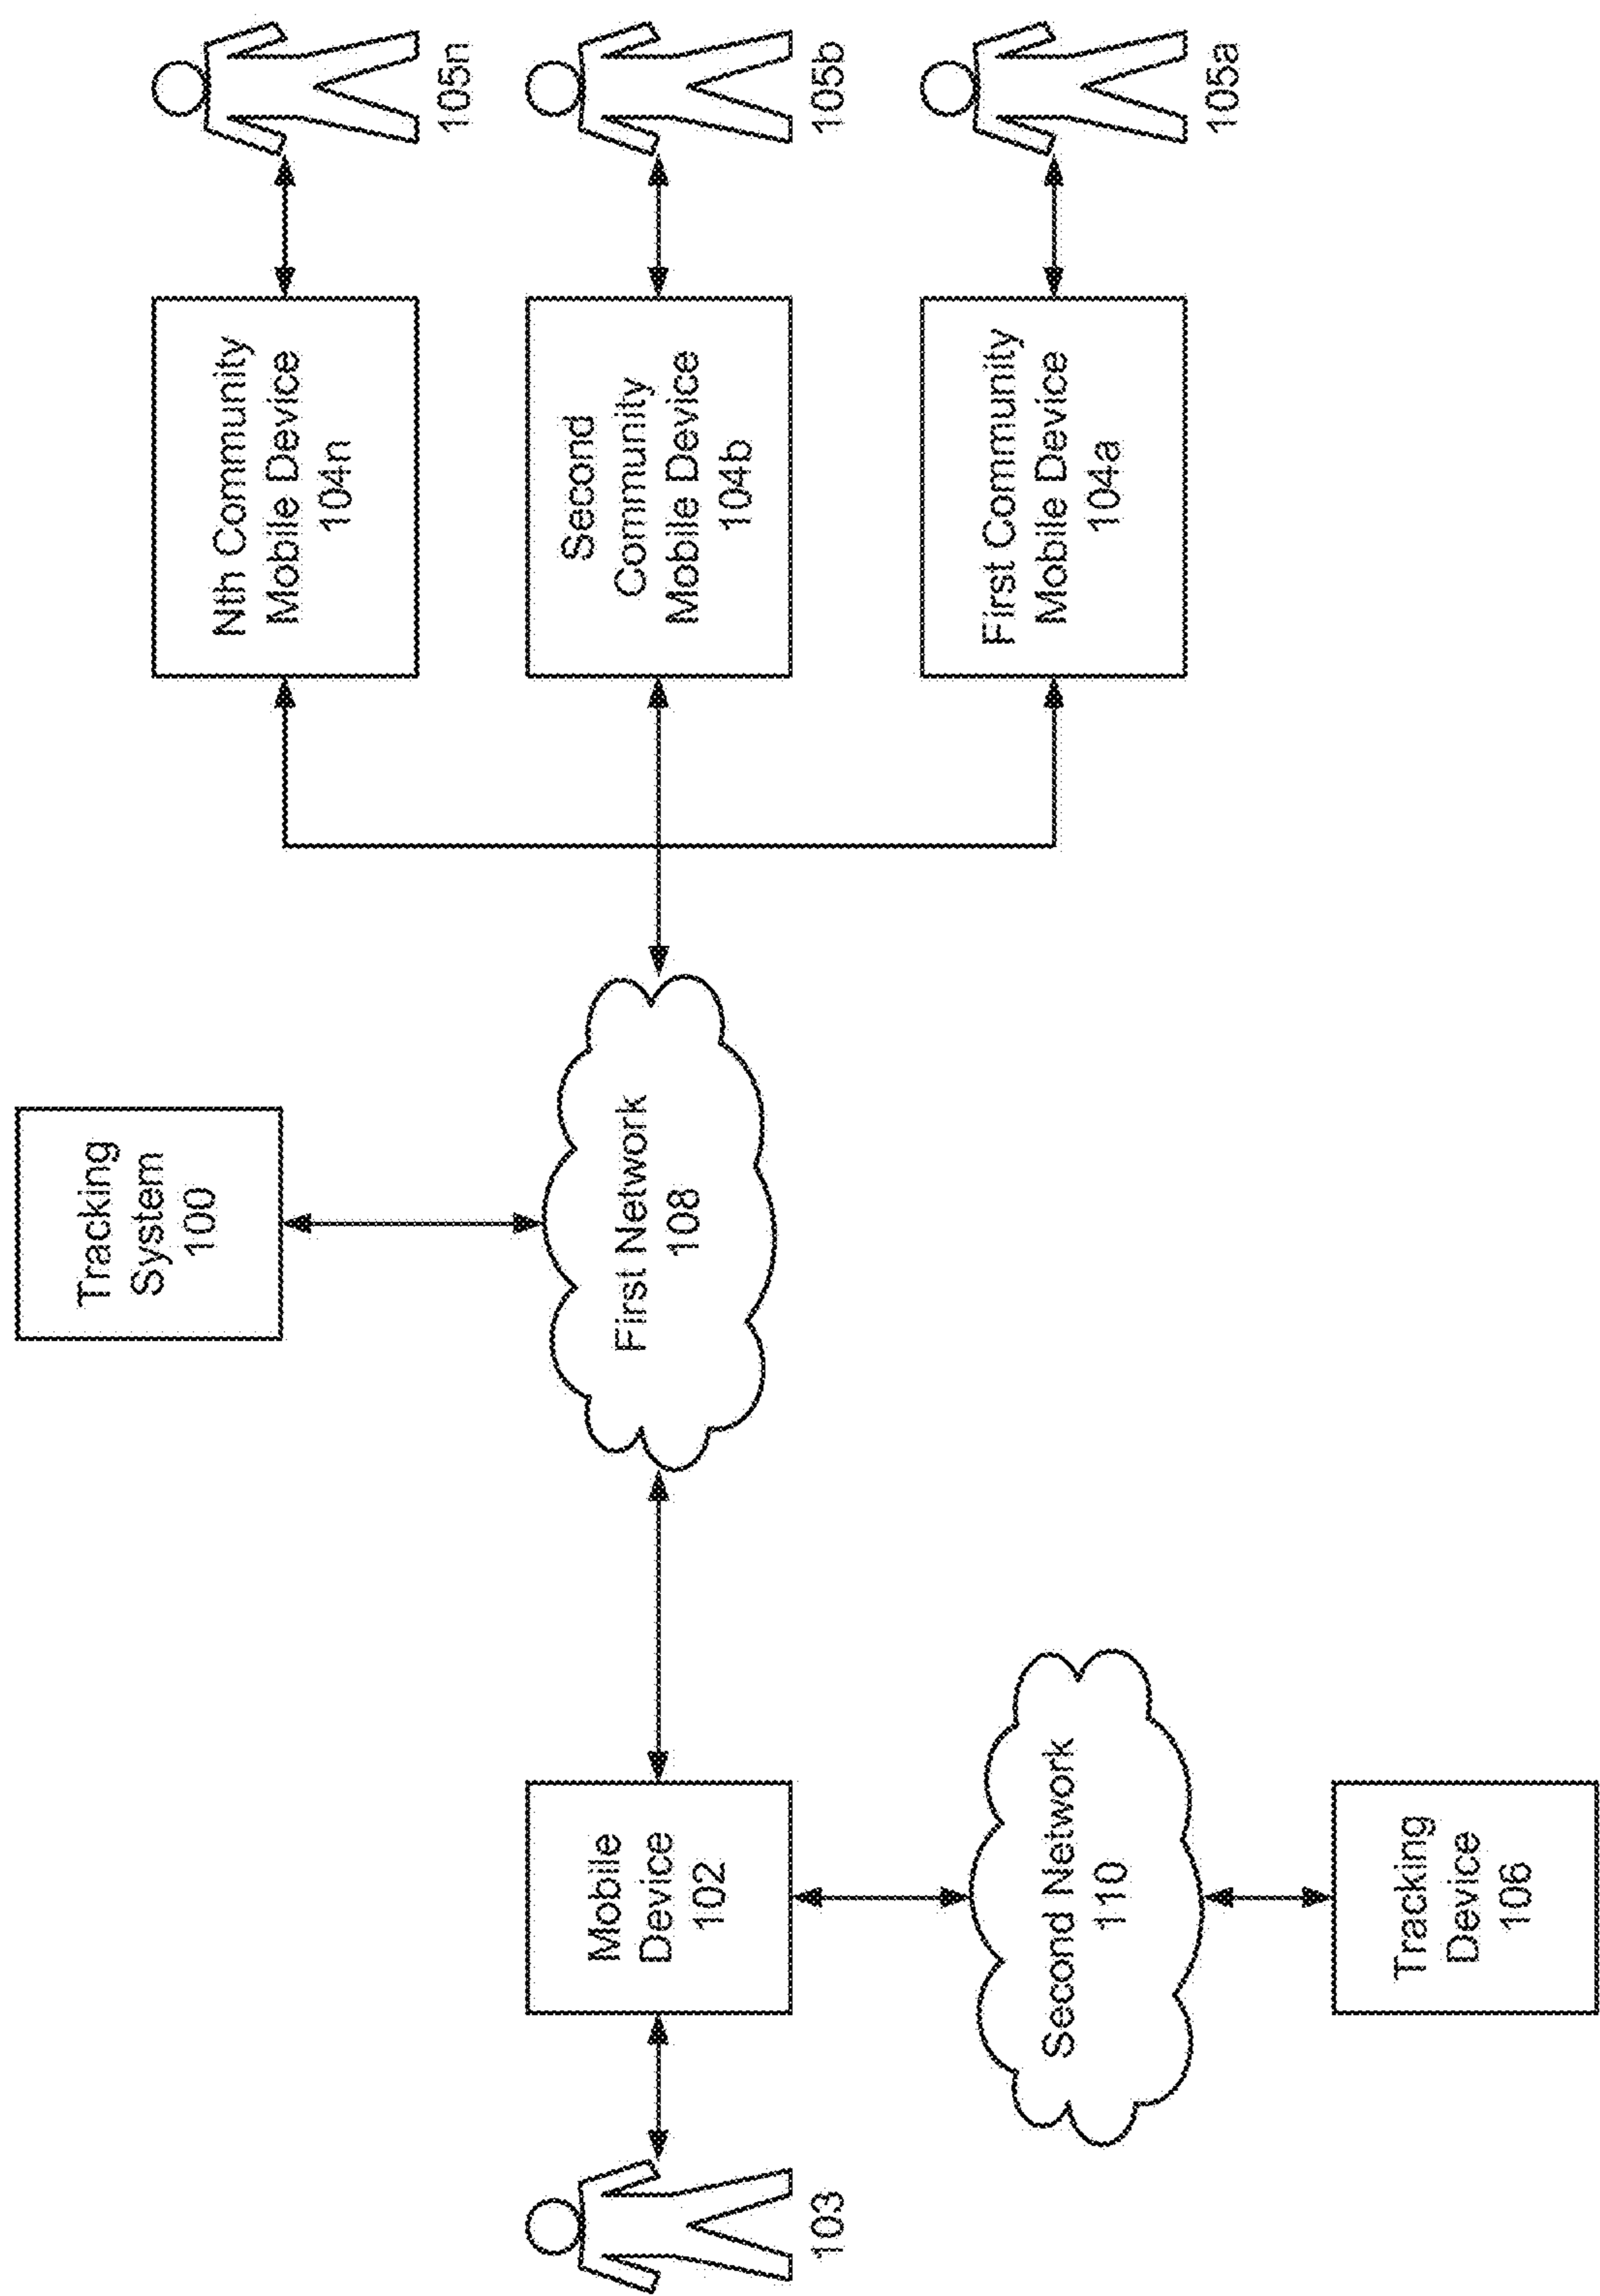 Tracking
System
100
Nth Community
Mobile Device
104n
105n
103
Mobile
Device
102
First Network
108
Second
Community
Mobile Device
104b
105b
Second Network
110
First Community
Mobile Device
104a
105a
Tracking
Device
106